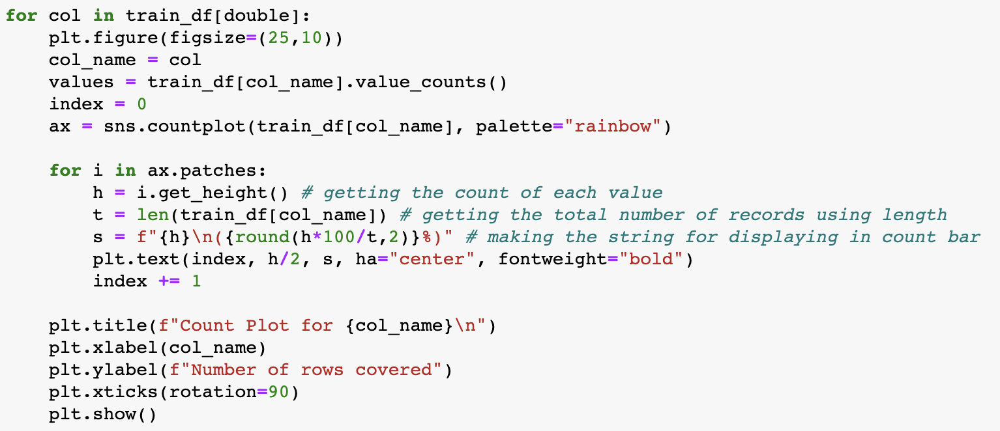 for col in train_df[double]:
    plt.figure(figsize=(25,10))
    col_name = col
    values = train_df[col_name].value_counts()
    index = 0
    ax = sns.countplot(train_df[col_name], palette="rainbow")

    for i in ax.patches:
        h = i.get_height() # getting the count of each value
        t = len(train_df[col_name]) # getting the total number of records using length
        s = f"{h}\n({round(h*100/t,2)}%)" # making the string for displaying in count bar
        plt.text(index, h/2, s, ha="center", fontweight="bold")
        index += 1

    plt.title(f"Count Plot for {col_name}\n")
    plt.xlabel(col_name)
    plt.ylabel(f"Number of rows covered")
    plt.xticks(rotation=90)
    plt.show()